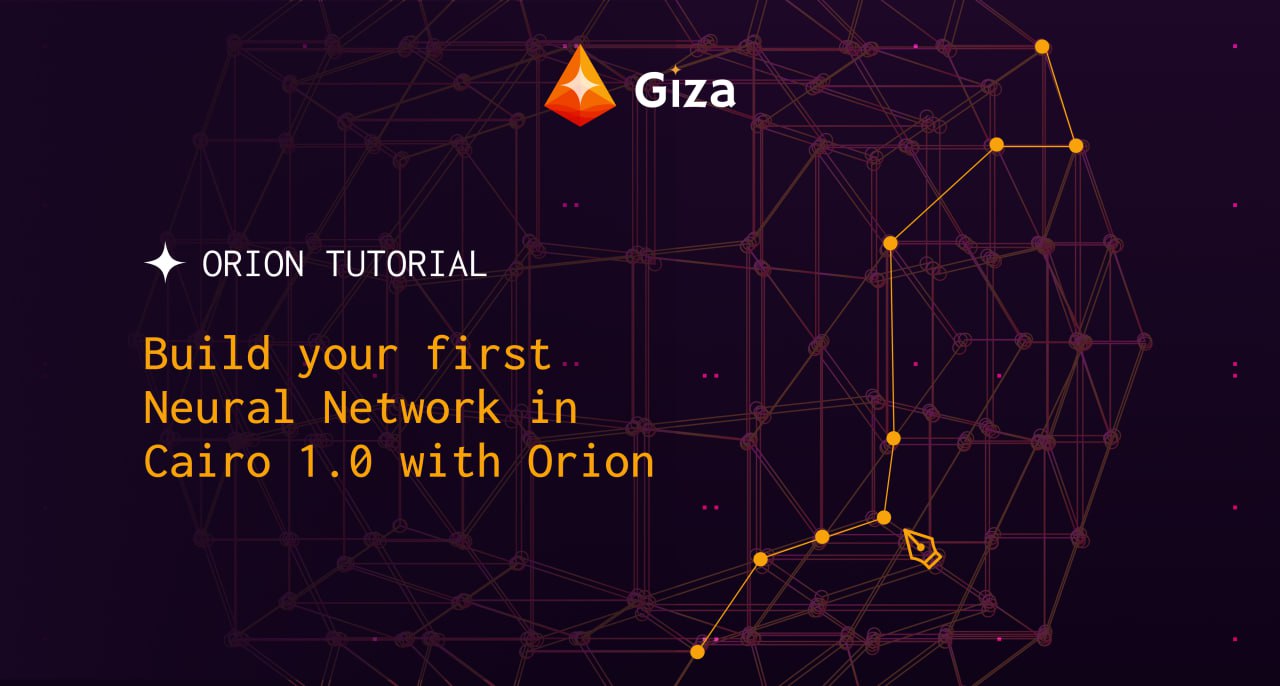 Giza
ORION TUTORIAL
Build your first
Neural Network in
Cairo 1.0 with Orion